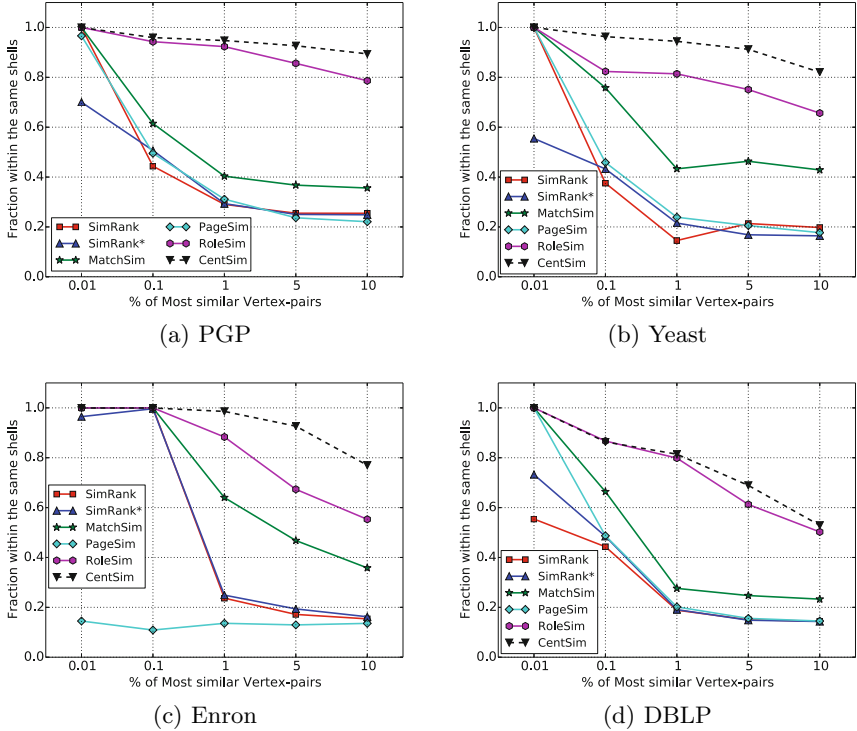 1.0
0.8
0.6
0.4
0.2
0.0
Fraction within the same shells
SimRank
SimRank*
MatchSim
PageSim
RoleSim
CentSim
0.01 0.1 1 5 10
% of Most similar Vertex-pairs
(a) PGP
1.0
0.8
0.6
0.4
0.2
0.0
Fraction within the same shells
SimRank
SimRank*
MatchSim
PageSim
RoleSim
CentSim
0.01 0.1 1 5 10
% of Most similar Vertex-pairs
(b) Yeast
1.0
0.8
0.6
0.4
0.2
0.0
Fraction within the same shells
SimRank
SimRank*
MatchSim
PageSim
RoleSim
CentSim
0.01 0.1 1 5 10
% of Most similar Vertex-pairs
(c) Enron
1.0
0.8
0.6
0.4
0.2
0.0
Fraction within the same shells
SimRank
SimRank*
MatchSim
PageSim
RoleSim
CentSim
0.01 0.1 1 5 10
% of Most similar Vertex-pairs
(d) DBLP